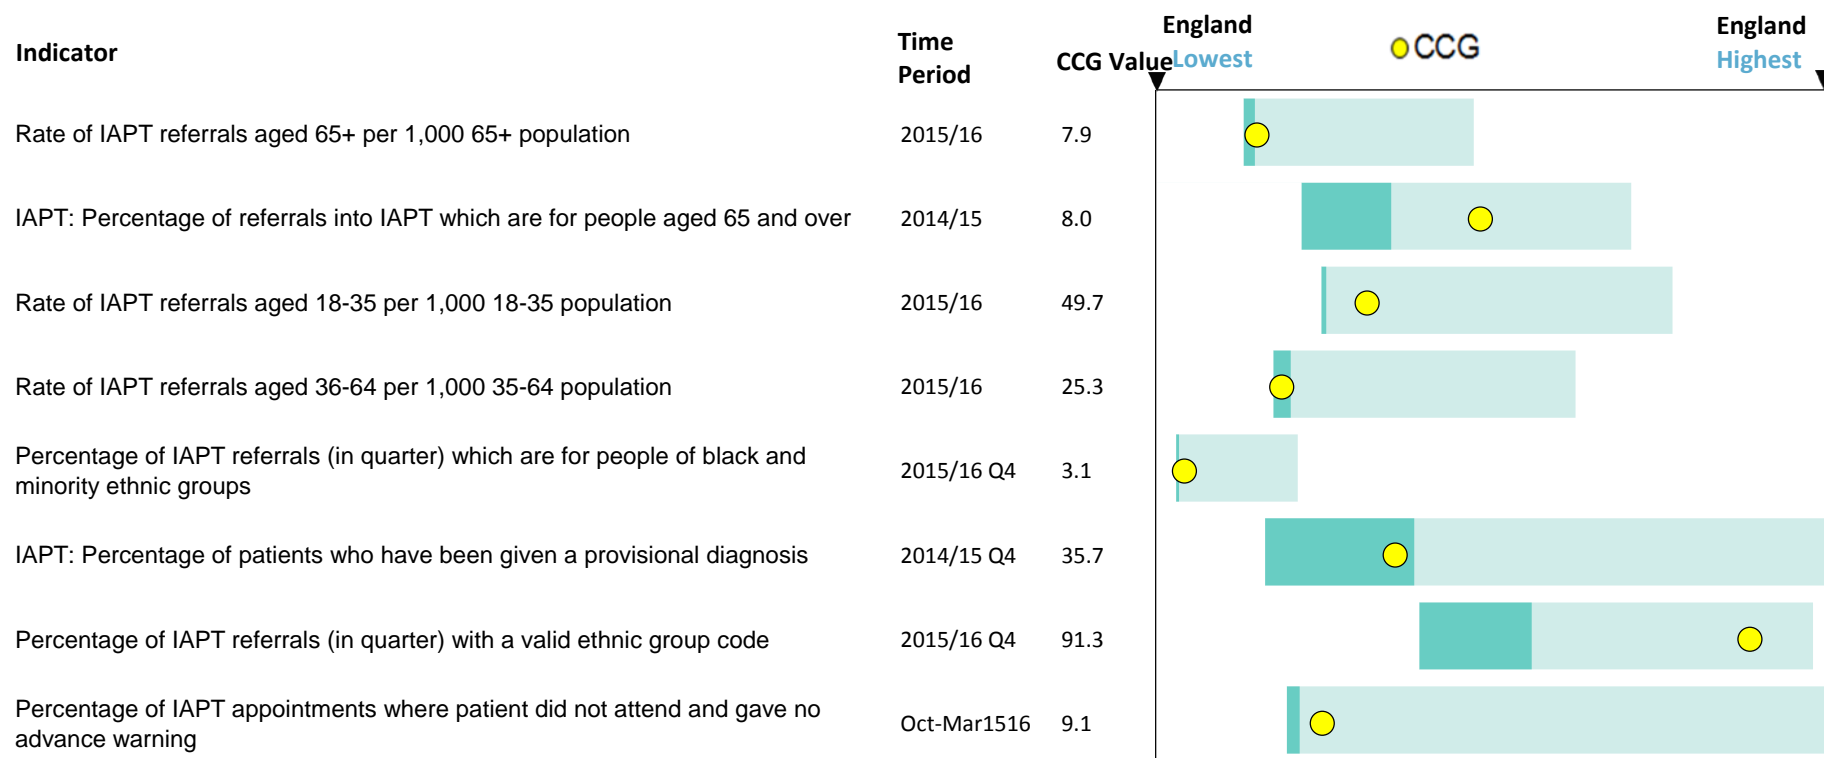 Indicator
Time
Period
CCG Value
England
Lowest
CCG
England
Highest
Rate of IAPT referrals aged 65+ per 1,000 65+ population 2015/16 7.9
IAPT: Percentage of referrals into IAPT which are for people aged 65 and over 2014/15 8.0
Rate of IAPT referrals aged 18-35 per 1,000 18-35 population 2015/16 49.7
Rate of IAPT referrals aged 36-64 per 1,000 35-64 population 2015/16 25.3
Percentage of IAPT referrals (in quarter) which are for people of black and
minority ethnic groups
2015/16 Q4 3.1
IAPT: Percentage of patients who have been given a provisional diagnosis 2014/15 Q4 35.7
Percentage of IAPT referrals (in quarter) with a valid ethnic group code 2015/16 Q4 91.3
Percentage of IAPT appointments where patient did not attend and gave no
advance warning
Oct-Mar1516 9.1